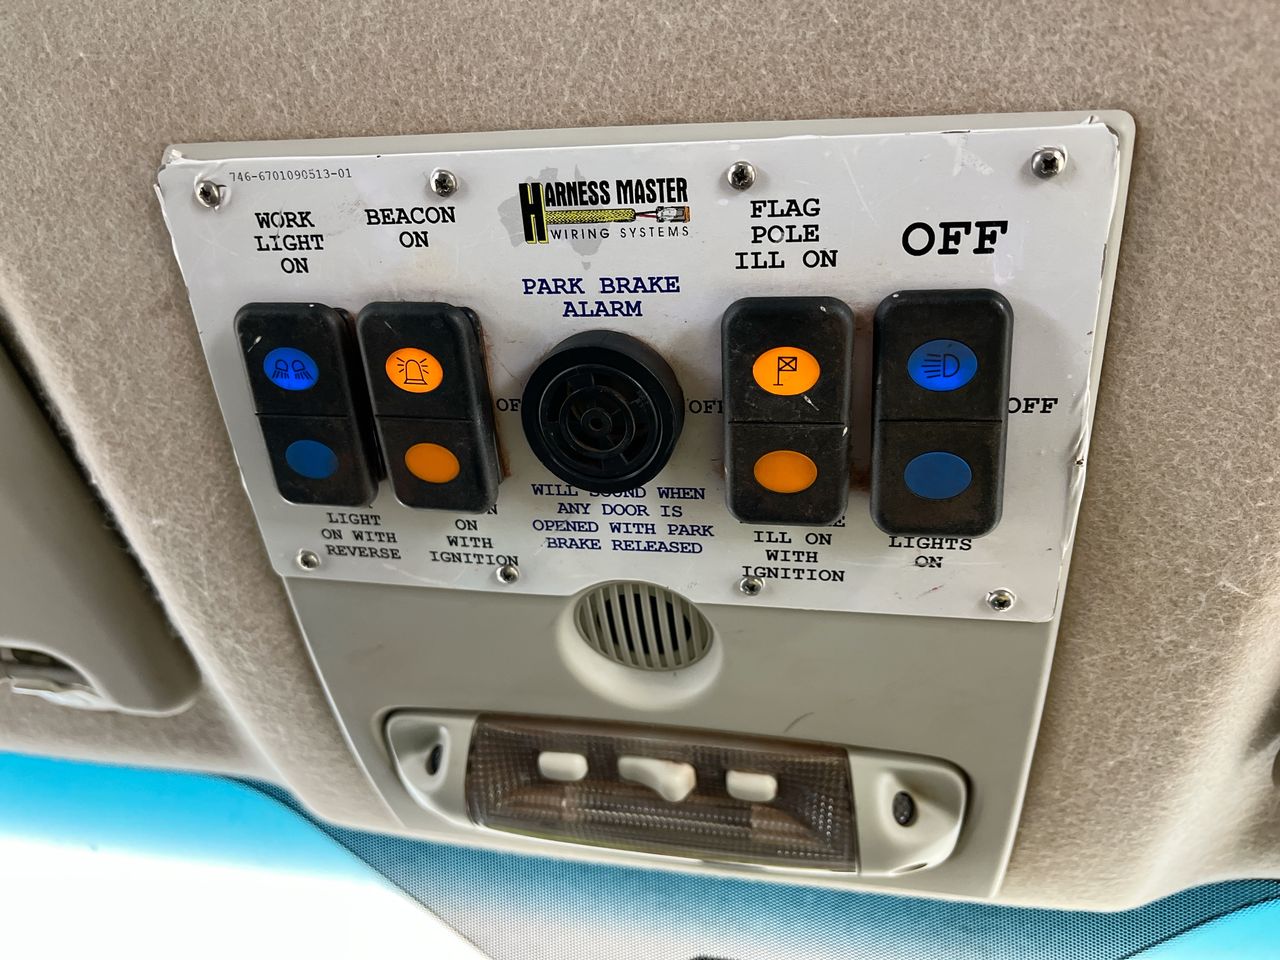 746-6701090513-01
WORK
LIGHT
ON
BEACON
ON
HARNESS MASTER
WIRING SYSTEMS
PARK BRAKE
ALARM
FLAG
POLE
ILL ON
OFF
OFF
LIGHT
ON WITH
REVERSE
ON
WITH
IGNITION
WILL SOUND WHEN
ANY DOOR IS
OPENED WITH PARK
BRAKE RELEASED
ILL ON
WITH
IGNITION
LIGHTS
ON